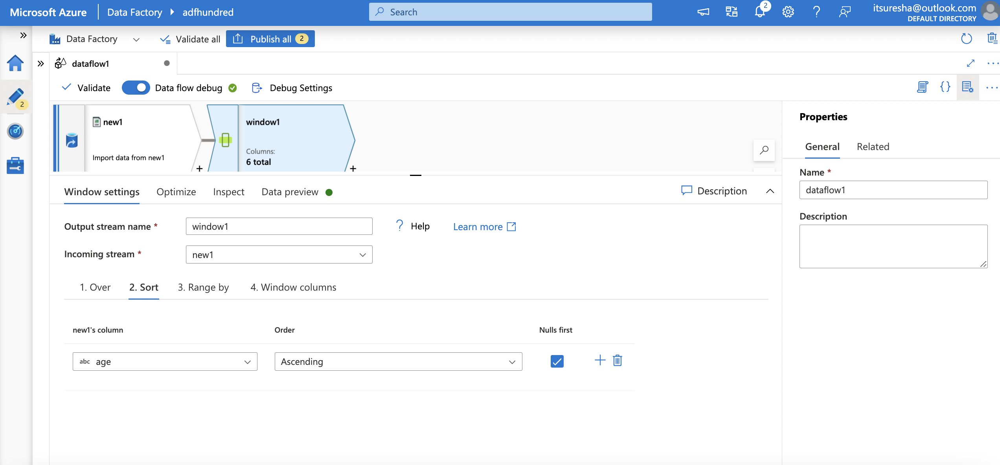 Microsoft Azure
Data Factory
adfhundred
Search
2
itsuresha@outlook.com
DEFAULT DIRECTORY
Data Factory
Validate all
Publish all 2
dataflow1
2
Validate
Data flow debug
Debug Settings
new1
Import data from new1
window1
Columns:
6 total
Properties
General
Related
Name *
dataflow1
Description
Window settings
Optimize
Inspect
Data preview
Description
Output stream name *
window1
Help
Learn more
Incoming stream *
new1
1. Over
2. Sort
3. Range by
4. Window columns
new1's column
Order
Nulls first
abc age
Ascending